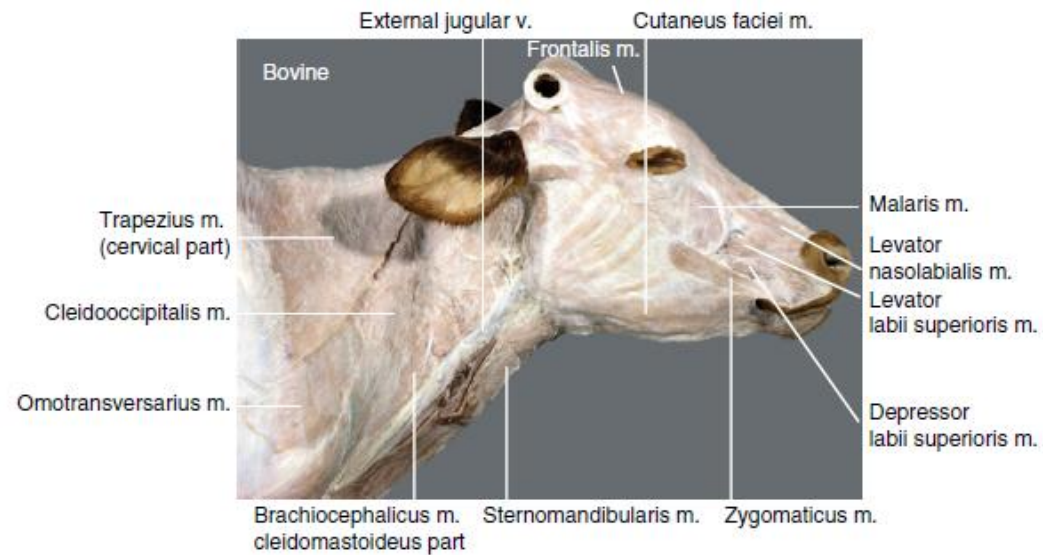 External jugular v.
Cutaneus faciei m.
Frontalis m.
Bovine
Trapezius m.
(cervical part)
Malaris m.
Levator
nasolabialis m.
Cleidooccipitalis m.
Levator
labii superioris m.
Omotransversarius m.
Depressor
labii superioris m.
Brachiocephalicus m.
cleidomastoideus part
Sternomandibularis m.
Zygomaticus m.